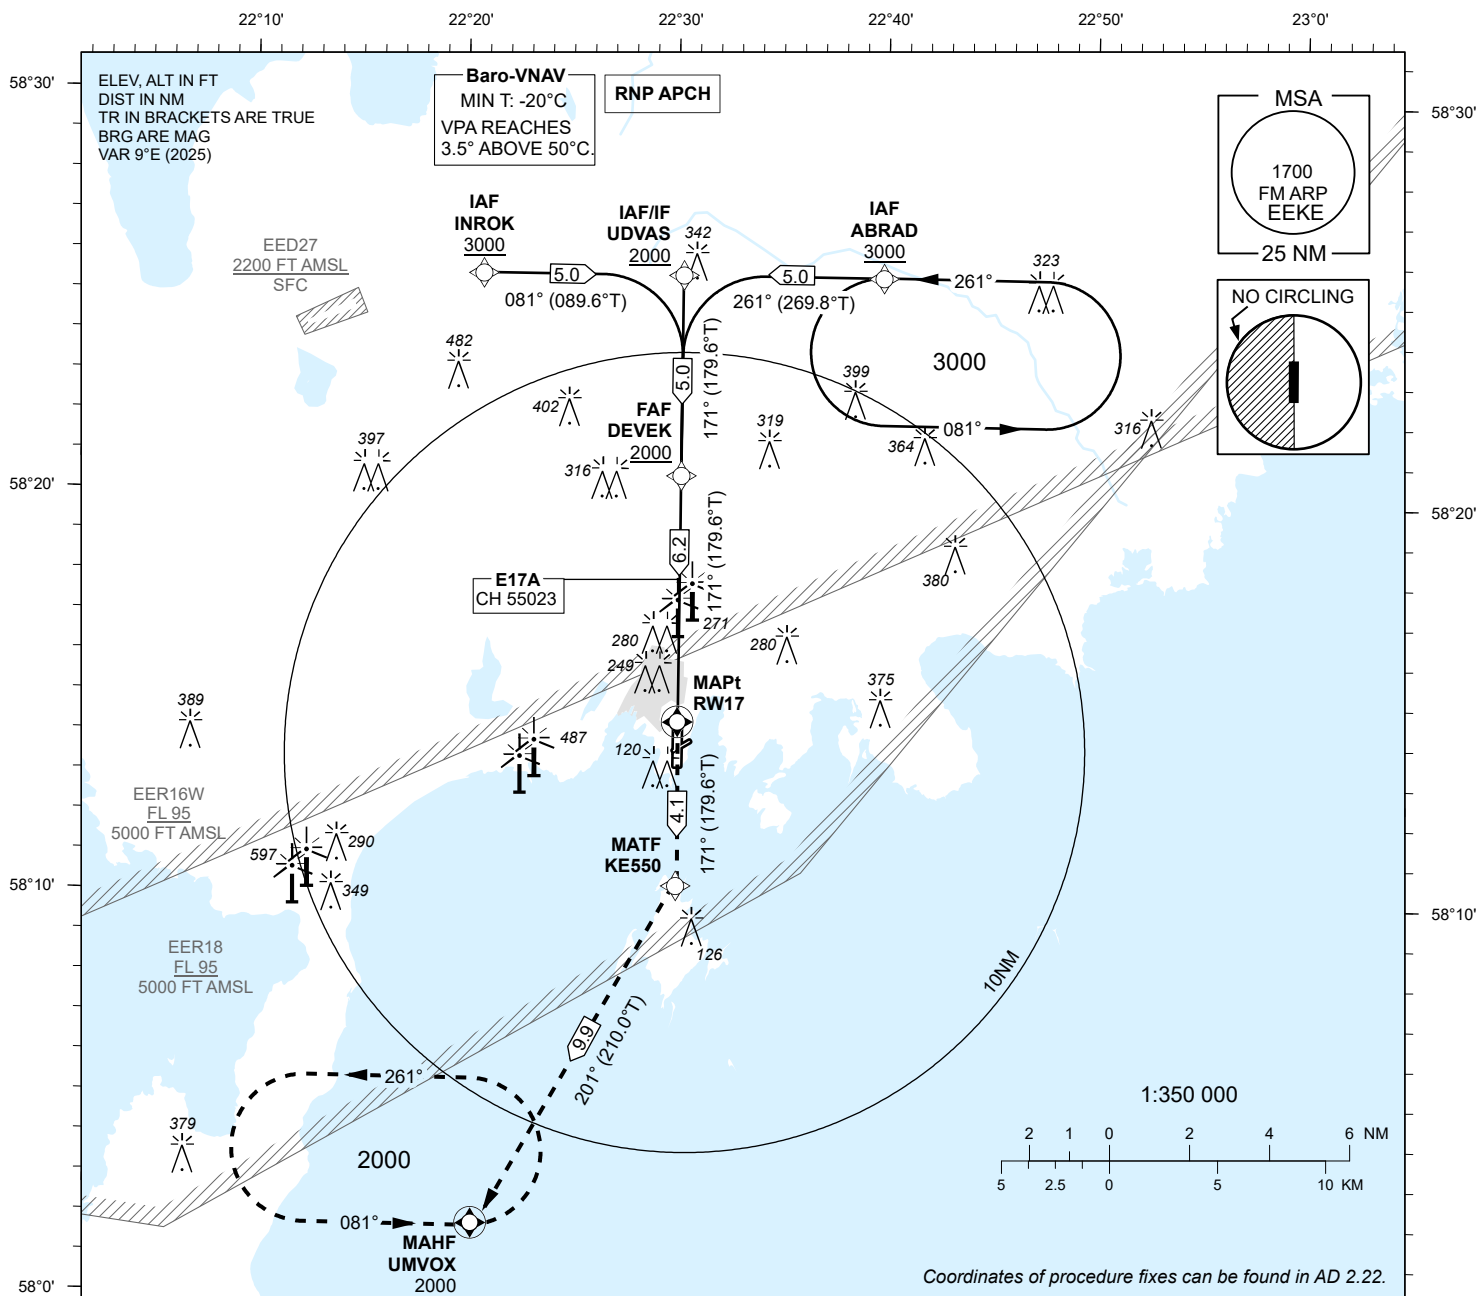 22°10'
22°20'
22°30'
22°40'
22°50'
23°0'
58°30'
58°20'
58°10'
58°0'
58°30'
58°20'
58°10'
ELEV, ALT IN FT
DIST IN NM
TR IN BRACKETS ARE TRUE
BRG ARE MAG
VAR 9°E (2025)
Baro-VNAV
MIN T: -20°C
VPA REACHES
3.5° ABOVE 50°C.
RNP APCH
MSA
1700
FM ARP
EEKE
25 NM
NO CIRCLING
IAF
INROK
3000
IAF/IF
UDVAS
2000
342
IAF
ABRAD
3000
EED27
2200 FT AMSL
SFC
5.0
081° (089.6°T)
5.0
261° (269.8°T)
261°
323
482
402
5.0
171° (179.6°T)
3000
399
081°
364
319
316
397
FAF
DEVEK
2000
316
6.2
171° (179.6°T)
380
E17A
CH 55023
271
280
249
280
375
MAPt
RW17
389
487
120
EER16W
FL 95
5000 FT AMSL
4.1
171° (179.6°T)
MATF
KE550
597
290
349
126
EER18
FL 95
5000 FT AMSL
10NM
9.9
201° (210.0°T)
261°
379
2000
081°
MAHF
UMVOX
2000
1:350 000
2 1 0 2 4 6 NM
5 2.5 0 5 10 KM
Coordinates of procedure fixes can be found in AD 2.22.